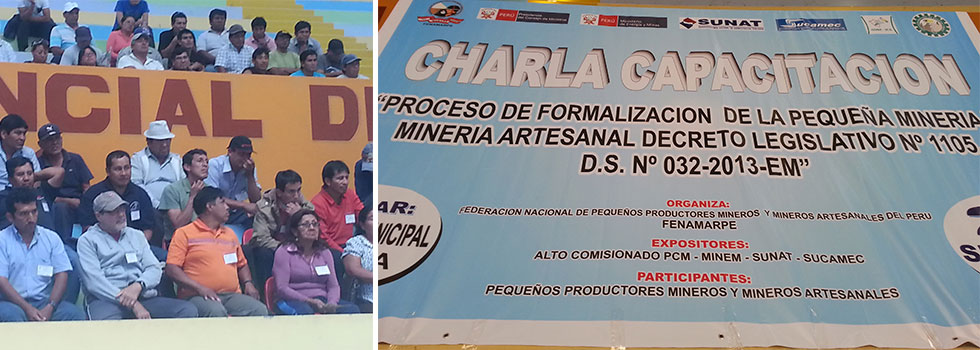 NCIAL D
PERÚ
PERÚ
SUNAT
Sucamec
CHARLA CAPACITACION
“PROCESO DE FORMALIZACION DE LA PEQUEÑA MINERIA
MINERIA ARTESANAL DECRETO LEGISLATIVO Nº 1105
D.S. Nº 032-2013-EM”
AR:
NICIPAL
A
ORGANIZA:
FEDERACION NACIONAL DE PEQUEÑOS PRODUCTORES MINEROS Y MINEROS ARTESANALES DEL PERU
FENAMARPE
EXPOSITORES:
ALTO COMISIONADO PCM - MINEM - SUNAT - SUCAMEC
PARTICIPANTES:
PEQUEÑOS PRODUCTORES MINEROS Y MINEROS ARTESANALES